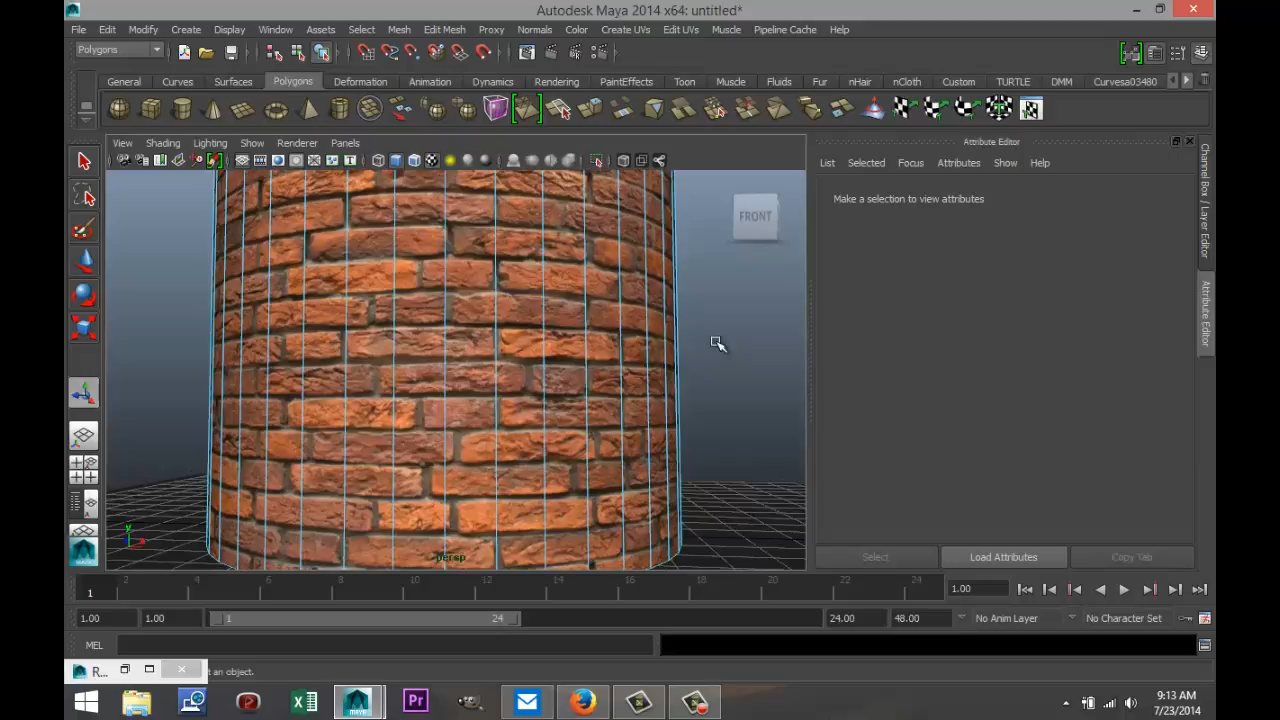 Autodesk Maya 2014 x64: untitled*
File Edit Modify Create Display Window Assets Select Mesh Edit Mesh Proxy Normals Color Create UVs Edit UVs Muscle Pipeline Cache Help
Polygons
General Curves Surfaces Polygons Deformation Animation Dynamics Rendering PaintEffects Toon Muscle Fluids Fur nHair nCloth Custom TURTLE DMM Curvesa03480
View Shading Lighting Show Renderer Panels
Attribute Editor
List Selected Focus Attributes Show Help
Make a selection to view attributes
FRONT
Channel Box / Layer Editor
Attribute Editor
y
persp
Select Load Attributes Copy Tab
2 4 6 8 10 12 14 16 18 20 22 24
1
1.00
1.00 1.00 1 24 24.00 48.00 No Anim Layer No Character Set
MEL
R...
t an object.
X
Pr
9:13 AM
7/23/2014